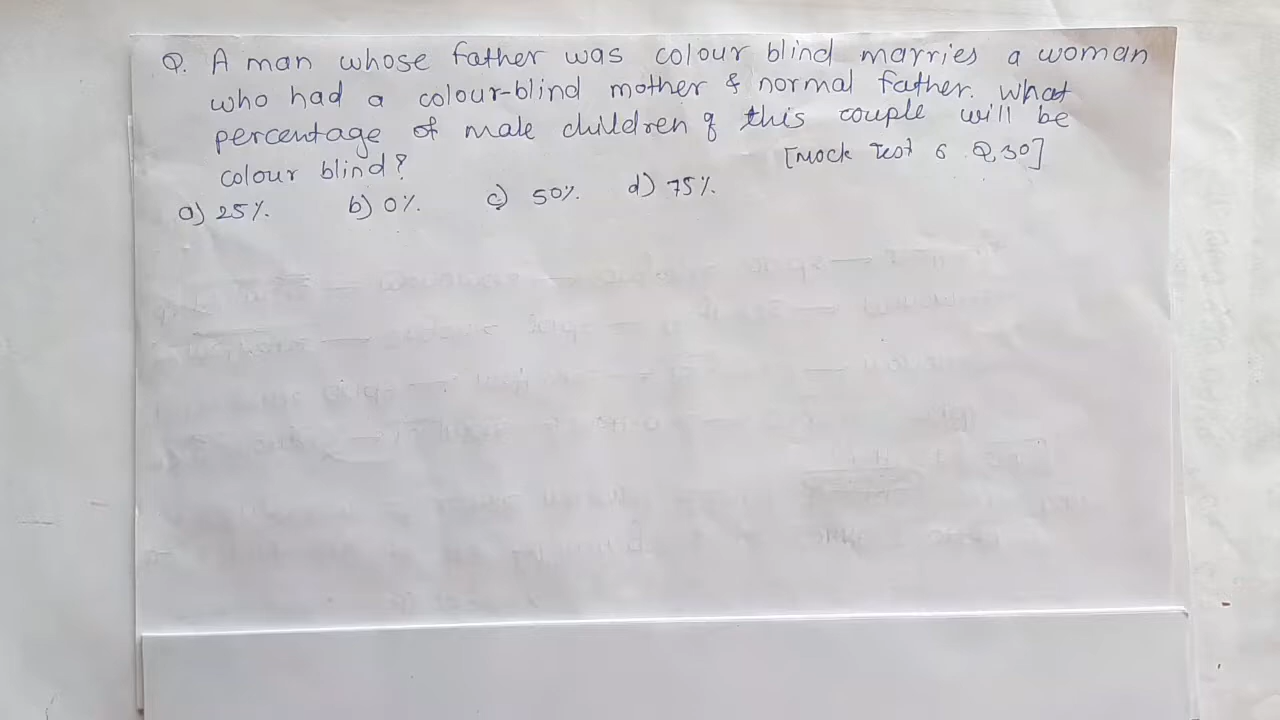 Q. A man whose father was colour blind marries a woman
who had a colour-blind mother & normal father. What
percentage of male children of this couple will be
colour blind?
[Mock Test 6 Q30]
a) 25%. b) 0%. c) 50%. d) 75%.